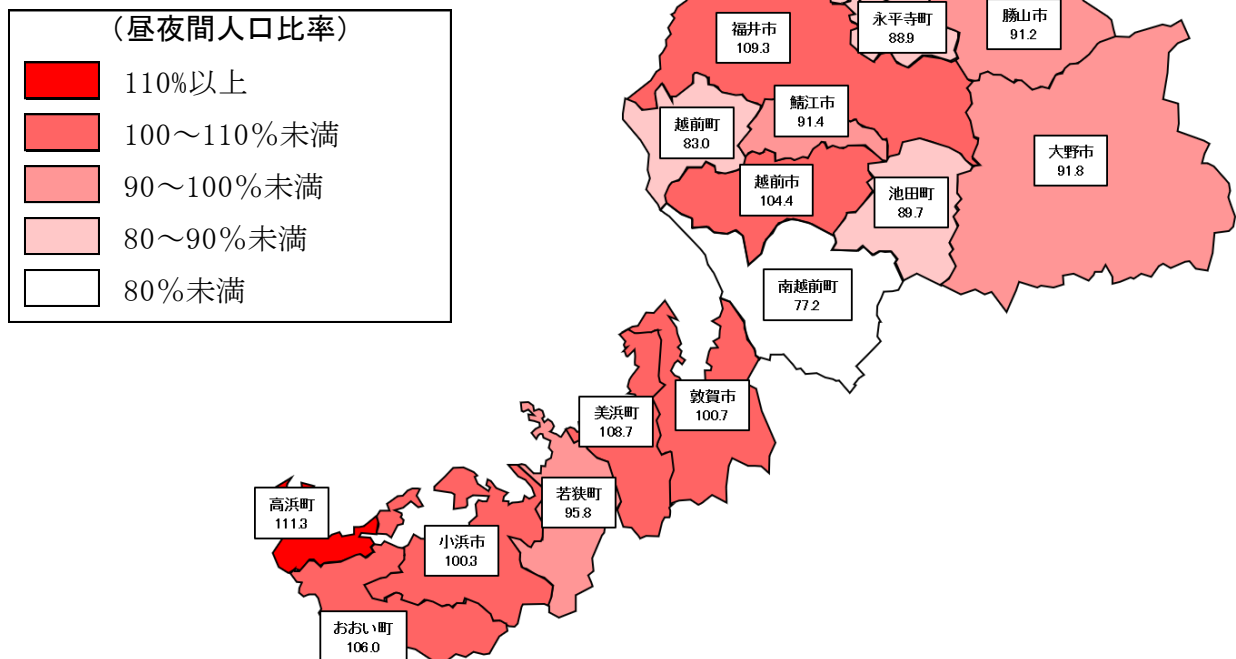 (昼夜間人口比率)
110%以上
100～110％未満
90～100％未満
80～90％未満
80％未満
福井市
109.3
永平寺町
88.9
勝山市
91.2
越前町
83.0
鯖江市
91.4
大野市
91.8
越前市
104.4
池田町
89.7
南越前町
77.2
敦賀市
100.7
美浜町
108.7
若狭町
95.8
高浜町
111.3
小浜市
100.3
おおい町
106.0